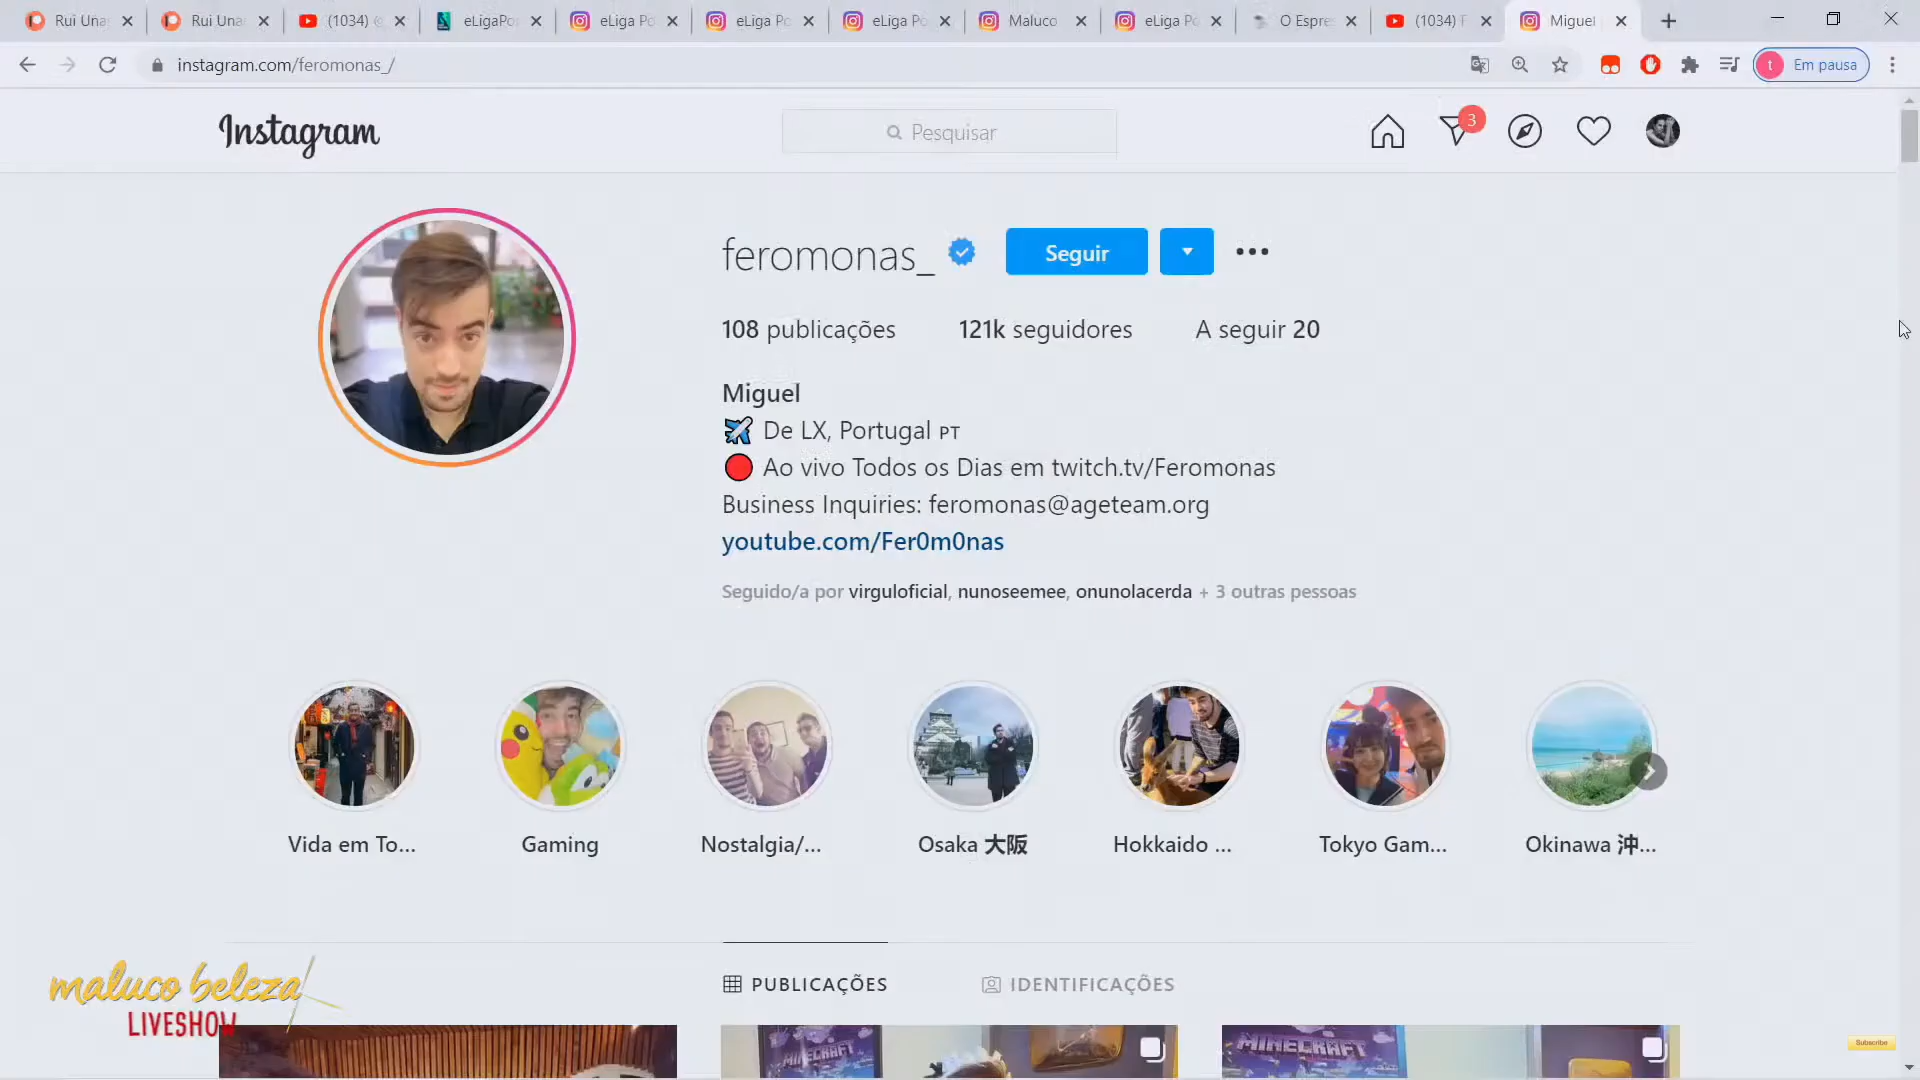 Rui Una
Rui Una
(1034)
eLigaPo
eLiga Po
eLiga Po
eLiga Po
Maluco
eLiga Po
O Espre
(1034) F
Miguel
instagram.com/feromonas_/
t Em pausa
Instagram
Pesquisar
3
feromonas_ Seguir
108 publicações 121k seguidores A seguir 20
Miguel
De LX, Portugal PT
Ao vivo Todos os Dias em twitch.tv/Feromonas
Business Inquiries: feromonas@ageteam.org
youtube.com/Fer0m0nas
Seguido/a por virguloficial, nunoseemee, onunolacerda + 3 outras pessoas
Vida em To...
Gaming
Nostalgia/...
Osaka 大阪
Hokkaido ...
Tokyo Gam...
Okinawa 沖...
PUBLICAÇÕES IDENTIFICAÇÕES
maluco beleza
LIVESHOW
MINECRAFT
MINECRAFT
Subscribe